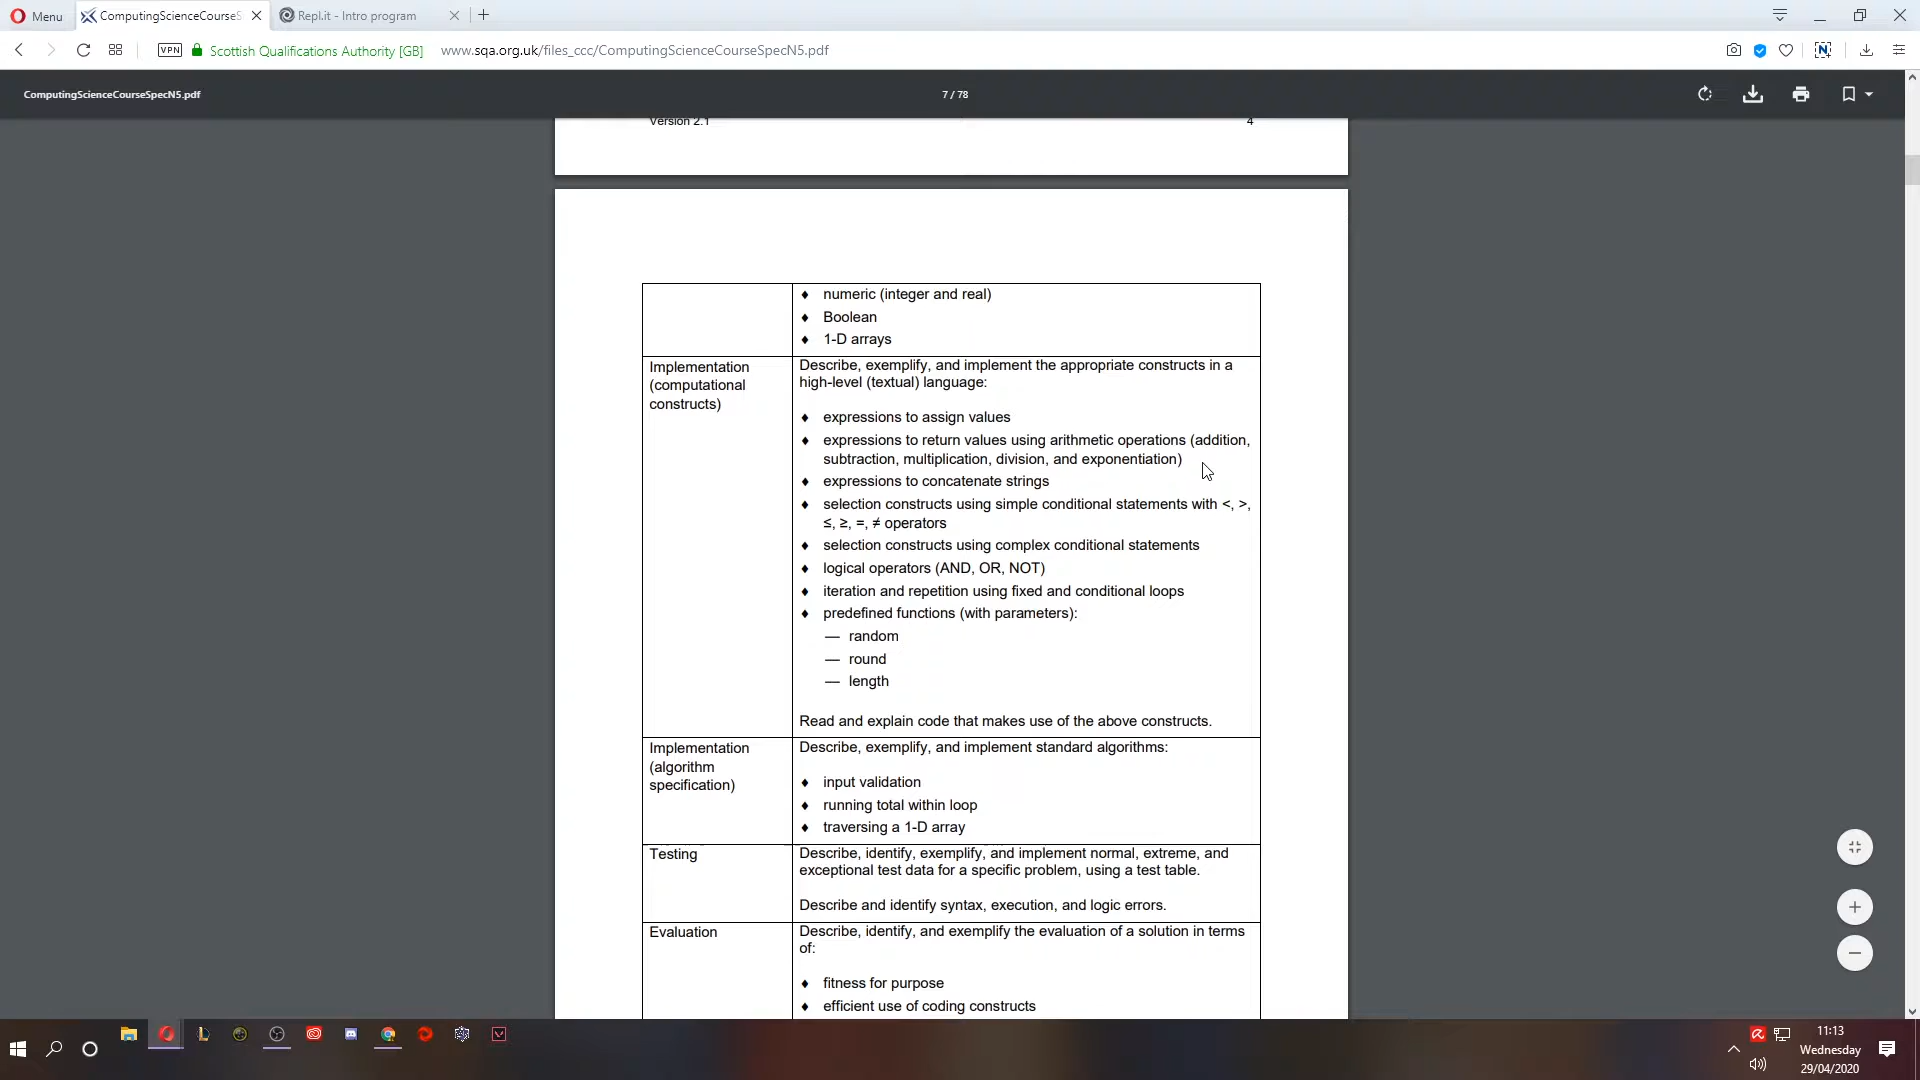 Menu
ComputingScienceCourseS
Repl.it - Intro program
VPN
Scottish Qualifications Authority [GB]
www.sqa.org.uk/files_ccc/ComputingScienceCourseSpecN5.pdf
ComputingScienceCourseSpecN5.pdf
7 / 78
Version 2.1
4
♦ numeric (integer and real)
♦ Boolean
♦ 1-D arrays
Implementation
(computational
constructs)
Describe, exemplify, and implement the appropriate constructs in a
high-level (textual) language:
♦ expressions to assign values
♦ expressions to return values using arithmetic operations (addition,
subtraction, multiplication, division, and exponentiation)
♦ expressions to concatenate strings
♦ selection constructs using simple conditional statements with <, >,
≤, ≥, =, ≠ operators
♦ selection constructs using complex conditional statements
♦ logical operators (AND, OR, NOT)
♦ iteration and repetition using fixed and conditional loops
♦ predefined functions (with parameters):
— random
— round
— length
Read and explain code that makes use of the above constructs.
Implementation
(algorithm
specification)
Describe, exemplify, and implement standard algorithms:
♦ input validation
♦ running total within loop
♦ traversing a 1-D array
Testing
Describe, identify, exemplify, and implement normal, extreme, and
exceptional test data for a specific problem, using a test table.
Describe and identify syntax, execution, and logic errors.
Evaluation
Describe, identify, and exemplify the evaluation of a solution in terms
of:
♦ fitness for purpose
♦ efficient use of coding constructs
11:13
Wednesday
29/04/2020